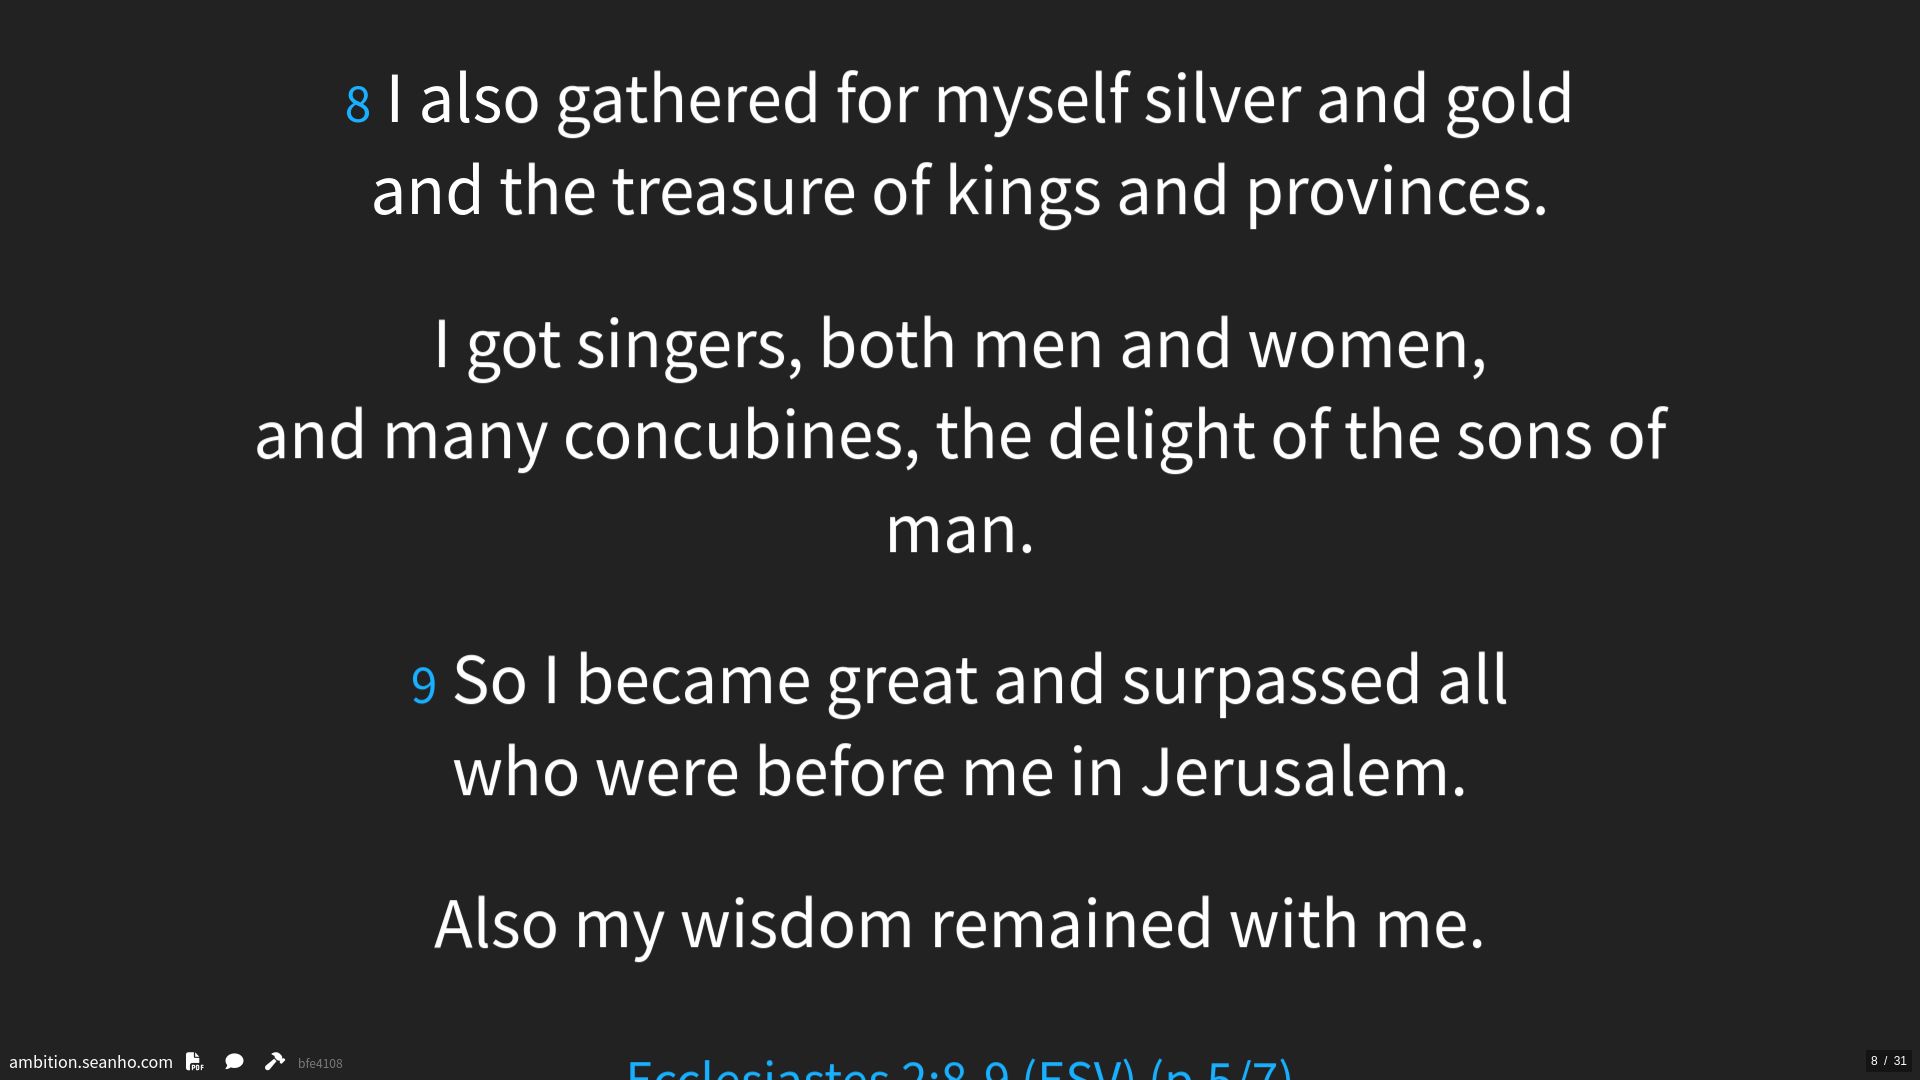 8 I also gathered for myself silver and gold
and the treasure of kings and provinces.
I got singers, both men and women,
and many concubines, the delight of the sons of
man.
9 So I became great and surpassed all
who were before me in Jerusalem.
Also my wisdom remained with me.
Ecclesiastes 2:8-9 (ESV) (p.5/7)
ambition.seanho.com PDF bfe4108
8 / 31